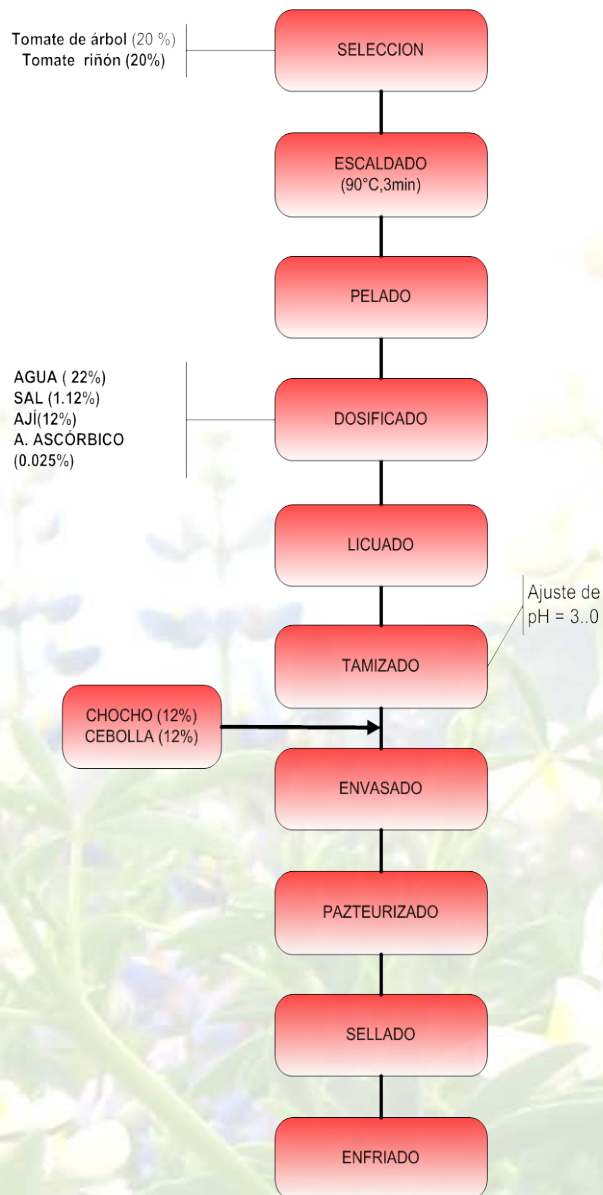 Tomate de árbol (20 %)
Tomate riñón (20%)
SELECCION
ESCALDADO
(90°C,3min)
PELADO
AGUA ( 22%)
SAL (1.12%)
AJÍ(12%)
A. ASCÓRBICO
(0.025%)
DOSIFICADO
LICUADO
Ajuste de
pH = 3..0
TAMIZADO
CHOCHO (12%)
CEBOLLA (12%)
ENVASADO
PAZTEURIZADO
SELLADO
ENFRIADO